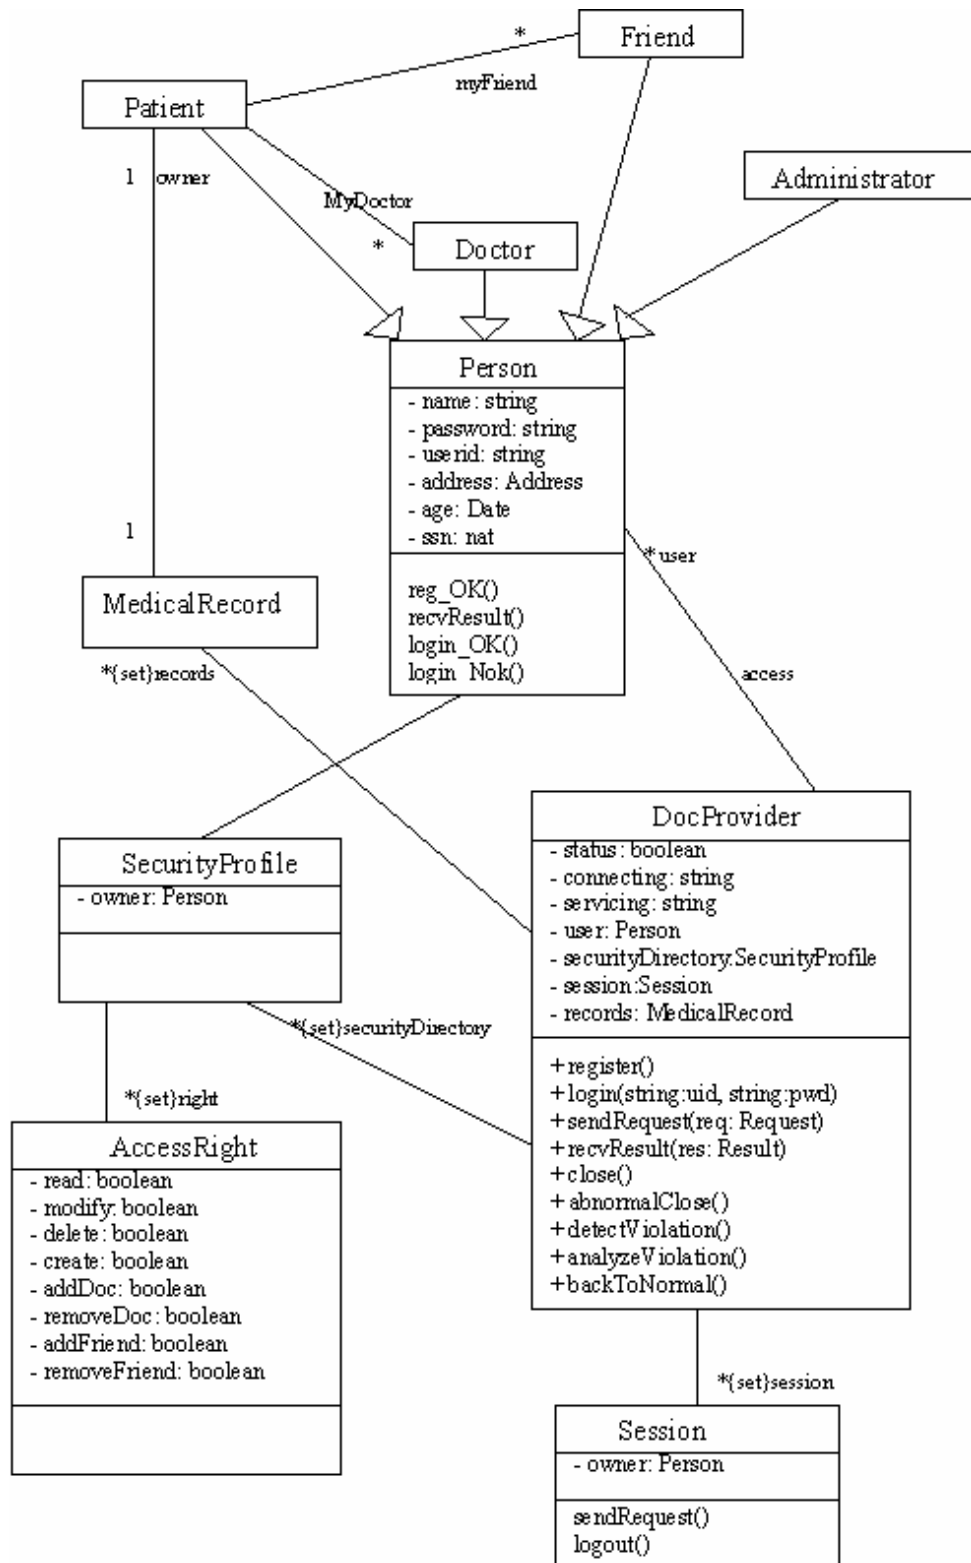 Friend
*
myFriend
Patient
1 owner
Administrator
MyDoctor
*
Doctor
Person
- name: string
- password: string
- userid: string
- address: Address
- age: Date
- ssn: nat
reg_OK()
recvResult()
login_OK()
login_Nok()
1
MedicalRecord
*{set}records
*user
access
DocProvider
- status: boolean
- connecting: string
- servicing: string
- user: Person
- securityDirectory:SecurityProfile
- session:Session
- records: MedicalRecord
+register()
+login(string:uid, string:pwd)
+sendRequest(req: Request)
+recvResult(res: Result)
+close()
+abnormalClose()
+detectViolation()
+analyzeViolation()
+backToNormal()
SecurityProfile
- owner: Person
*{set}securityDirectory
*{set}right
AccessRight
- read: boolean
- modify: boolean
- delete: boolean
- create: boolean
- addDoc: boolean
- removeDoc: boolean
- addFriend: boolean
- removeFriend: boolean
*{set}session
Session
- owner: Person
sendRequest()
logout()